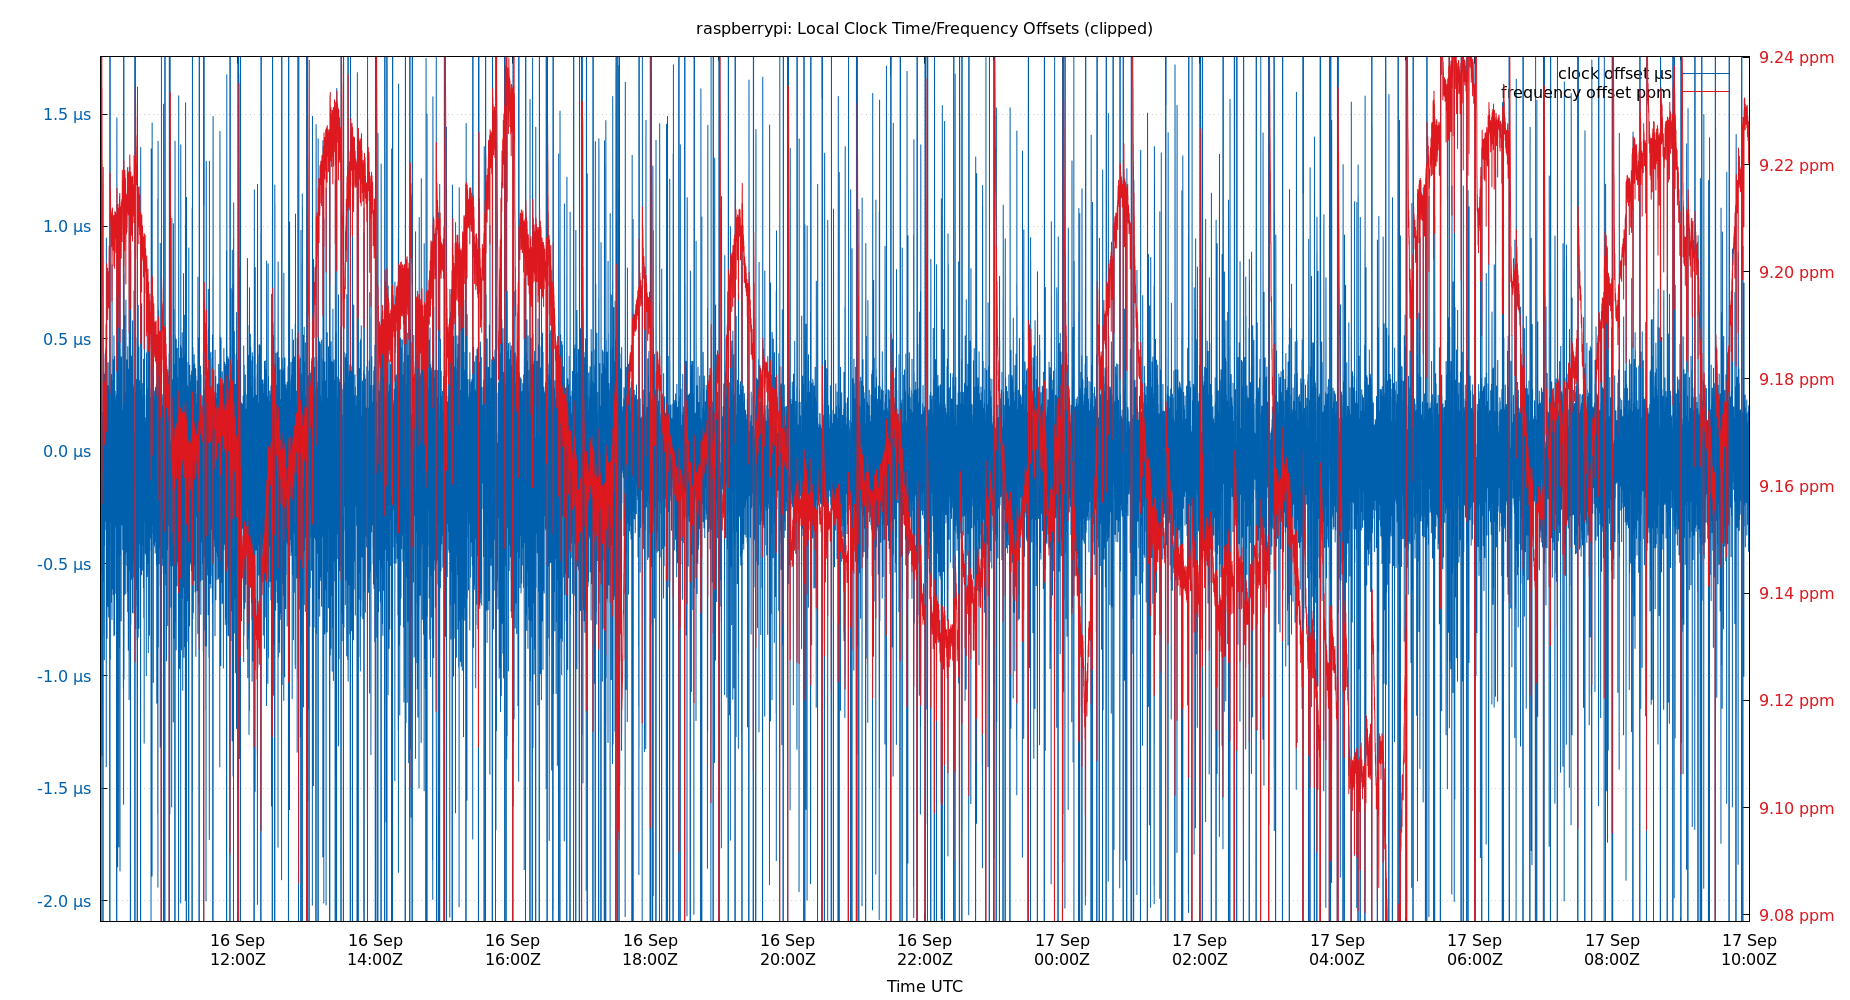 raspberrypi: Local Clock Time/Frequency Offsets (clipped)
clock offset µs
frequency offset ppm
1.5 µs
1.0 µs
0.5 µs
0.0 µs
-0.5 µs
-1.0 µs
-1.5 µs
-2.0 µs
9.24 ppm
9.22 ppm
9.20 ppm
9.18 ppm
9.16 ppm
9.14 ppm
9.12 ppm
9.10 ppm
9.08 ppm
16 Sep 16 Sep 16 Sep 16 Sep 16 Sep 16 Sep 17 Sep 17 Sep 17 Sep 17 Sep 17 Sep 17 Sep
12:00Z 14:00Z 16:00Z 18:00Z 20:00Z 22:00Z 00:00Z 02:00Z 04:00Z 06:00Z 08:00Z 10:00Z
Time UTC